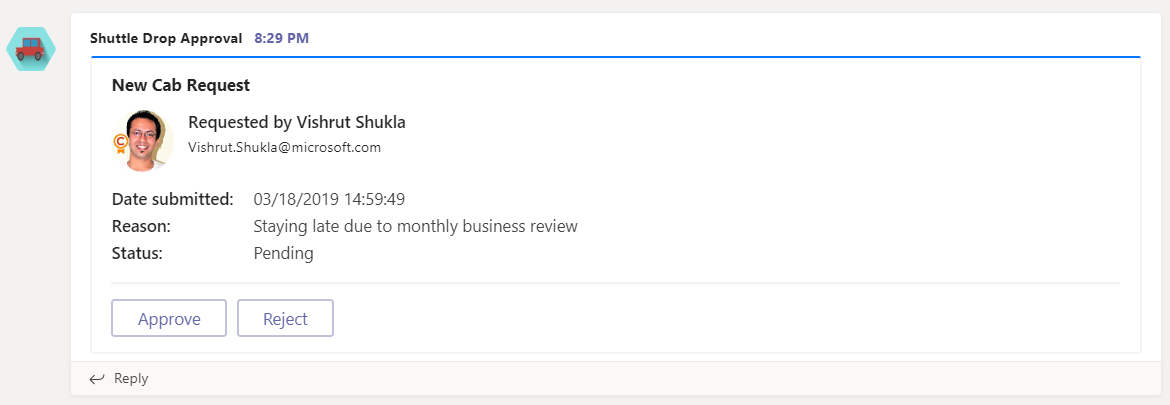 Shuttle Drop Approval 8:29 PM
New Cab Request
Requested by Vishrut Shukla
Vishrut.Shukla@microsoft.com
C
Date submitted: 03/18/2019 14:59:49
Reason: Staying late due to monthly business review
Status: Pending
Approve Reject
Reply